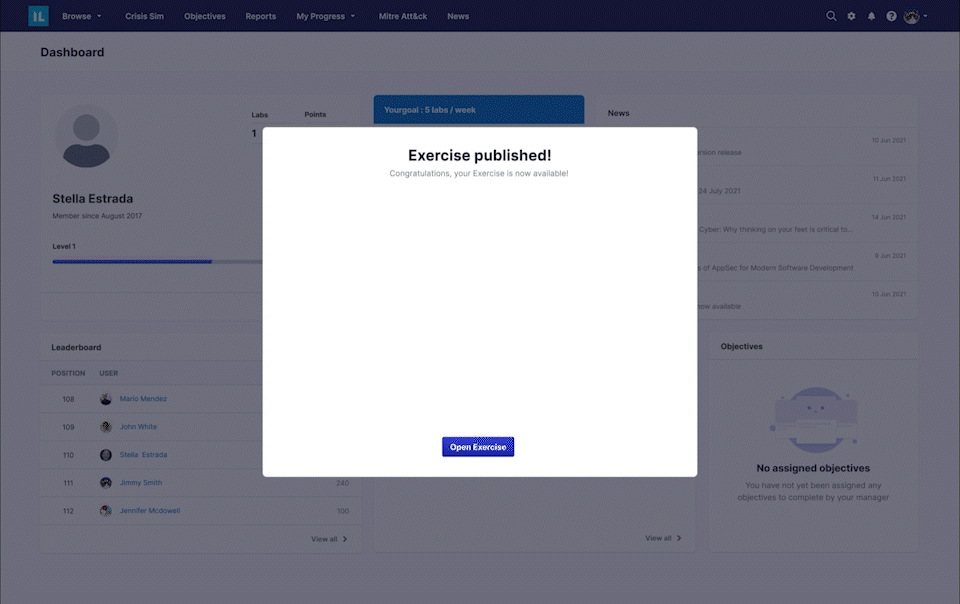 IL Browse Crisis Sim Objectives Reports My Progress Mitre Att&ck News
Dashboard
Labs Points
1
Stella Estrada
Member since August 2017
Level 1
Yourgoal : 5 labs / week
News
10 Jun 2021
version release
11 Jun 2021
24 July 2021
14 Jun 2021
Cyber: Why thinking on your feet is critical to...
9 Jun 2021
of AppSec for Modern Software Development
10 Jun 2021
now available
Exercise published!
Congratulations, your Exercise is now available!
Open Exercise
Leaderboard
POSITION USER
108 Mario Mendez
109 John White
110 Stella Estrada
111 Jimmy Smith 240
112 Jennifer Mcdowell 100
View all
View all
Objectives
No assigned objectives
You have not yet been assigned any
objectives to complete by your manager